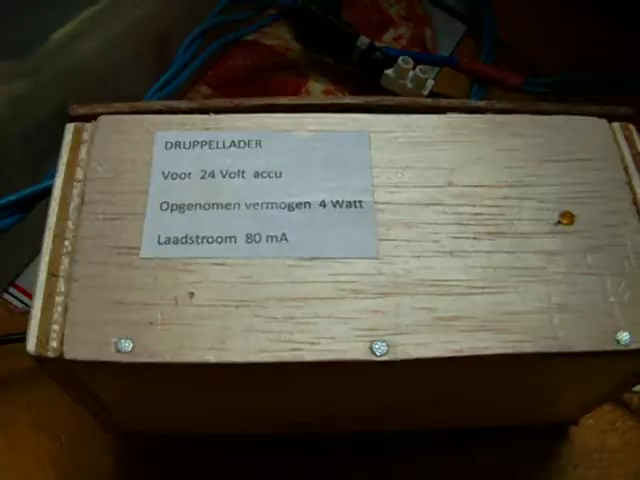 DRUPPELLADER
Voor 24 Volt accu
Opgenomen vermogen 4 Watt
Laadstroom 80 mA